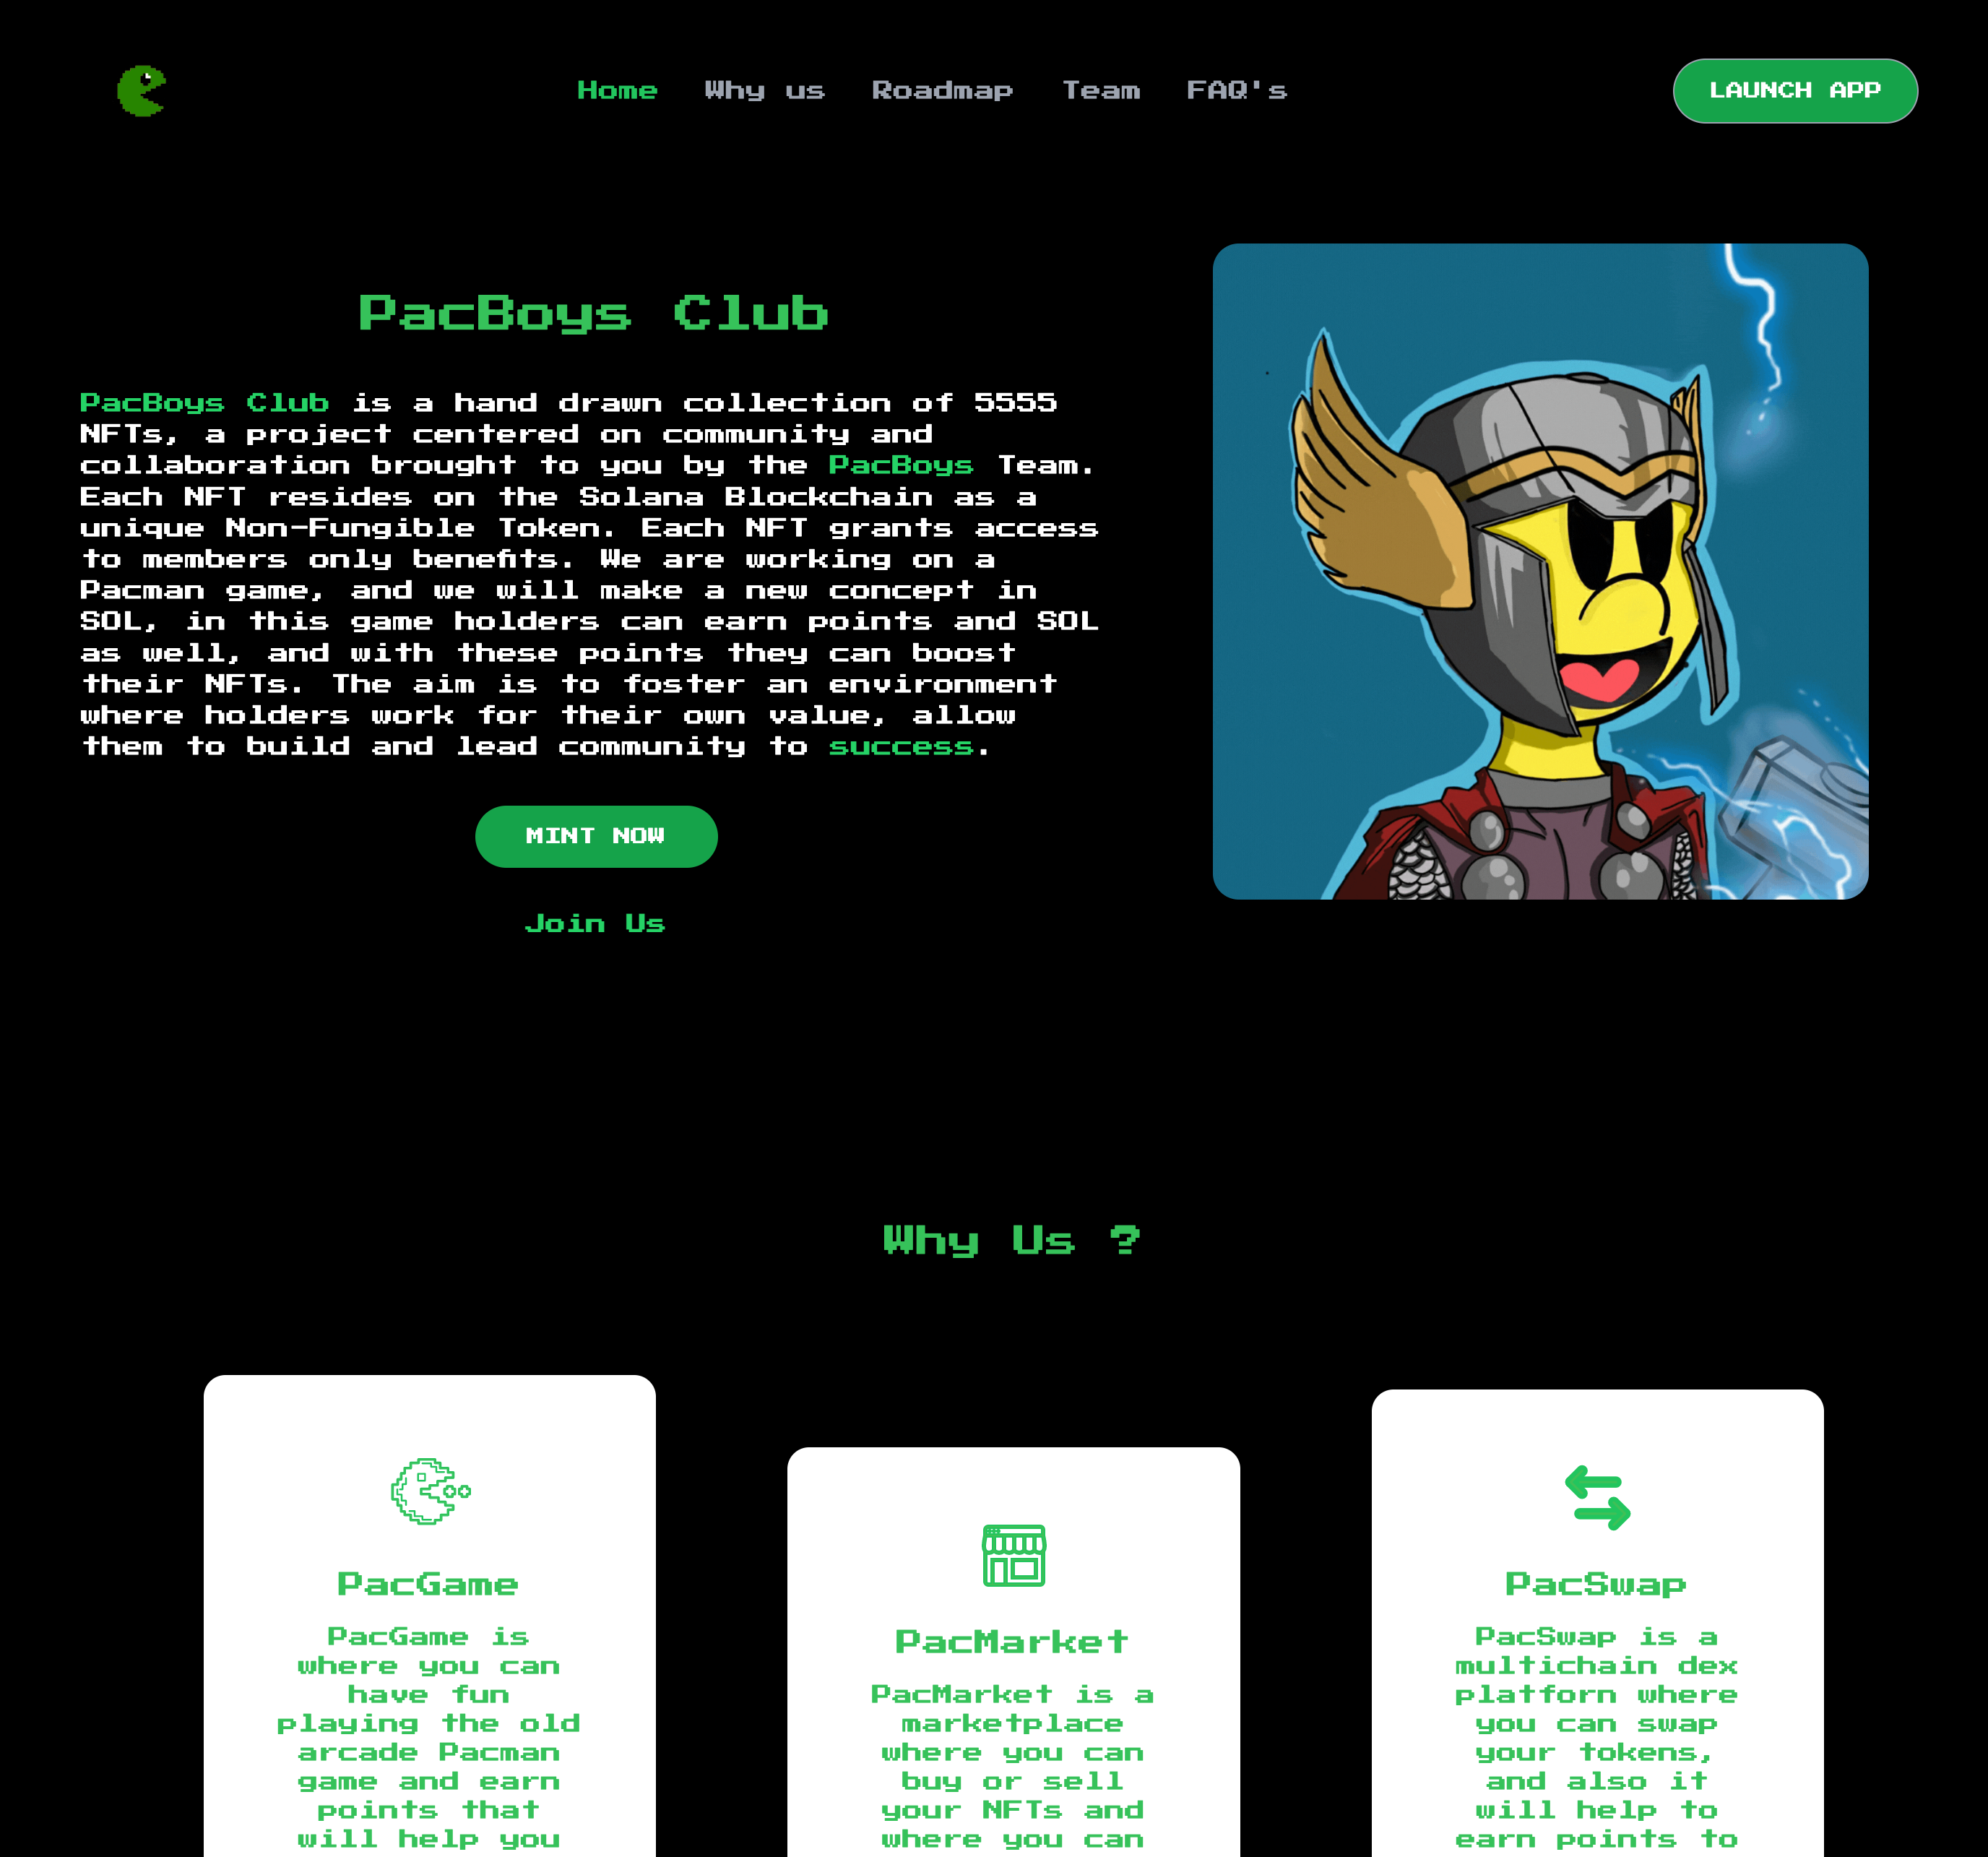 Home Why us Roadmap Team FAQ's LAUNCH APP
PacBoys Club
PacBoys Club is a hand drawn collection of 5555
NFTs, a project centered on community and
collaboration brought to you by the PacBoys Team.
Each NFT resides on the Solana Blockchain as a
unique Non-Fungible Token. Each NFT grants access
to members only benefits. We are working on a
Pacman game, and we will make a new concept in
SOL, in this game holders can earn points and SOL
as well, and with these points they can boost
their NFTs. The aim is to foster an environment
where holders work for their own value, allow
them to build and lead community to success.
MINT NOW
Join Us
Why Us ?
PacGame
PacGame is
where you can
have fun
playing the old
arcade Pacman
game and earn
points that
will help you
PacMarket
PacMarket is a
marketplace
where you can
buy or sell
your NFTs and
where you can
PacSwap
PacSwap is a
multichain dex
platforn where
you can swap
your tokens,
and also it
will help to
earn points to